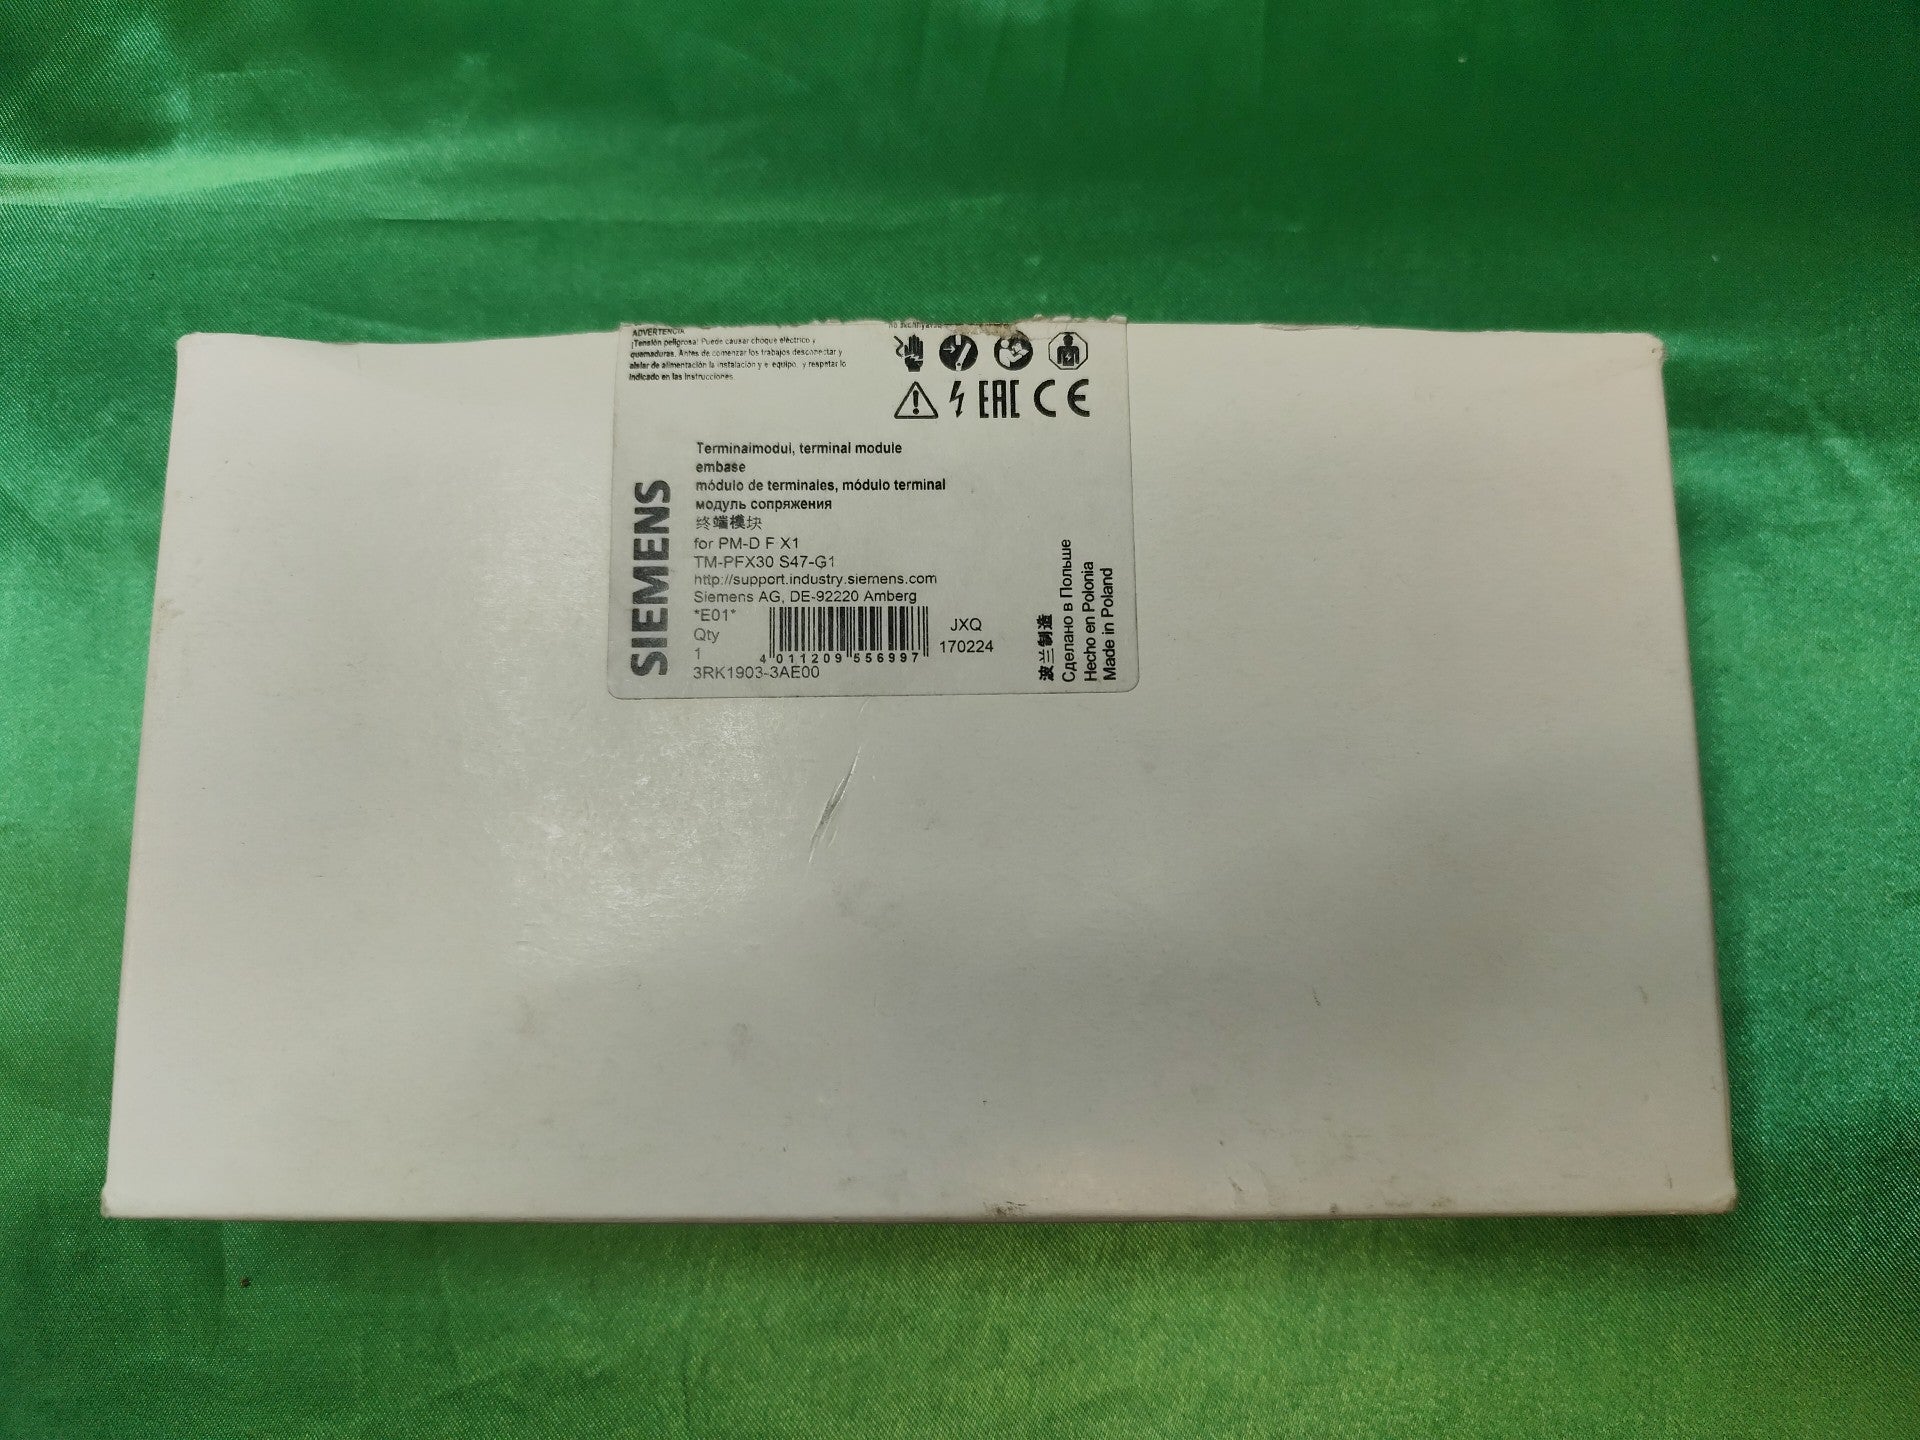 ADVERTENCIA
¡Tensión peligrosa! Puede causar choque eléctrico y
quemaduras. Antes de comenzar los trabajos desconectar y
aislar de alimentación la instalación y el equipo, y respetar lo
indicado en las Instrucciones.
EAC CE
SIEMENS
Terminalmodul, terminal module
embase
módulo de terminales, módulo terminal
модуль сопряжения
终端模块
for PM-D F X1
TM-PFX30 S47-G1
http://support.industry.siemens.com
Siemens AG, DE-92220 Amberg
*E01*
Qty
1
4 011209 556997
JXQ
170224
3RK1903-3AE00
波兰制造
Сделано в Польше
Hecho en Polonia
Made in Poland